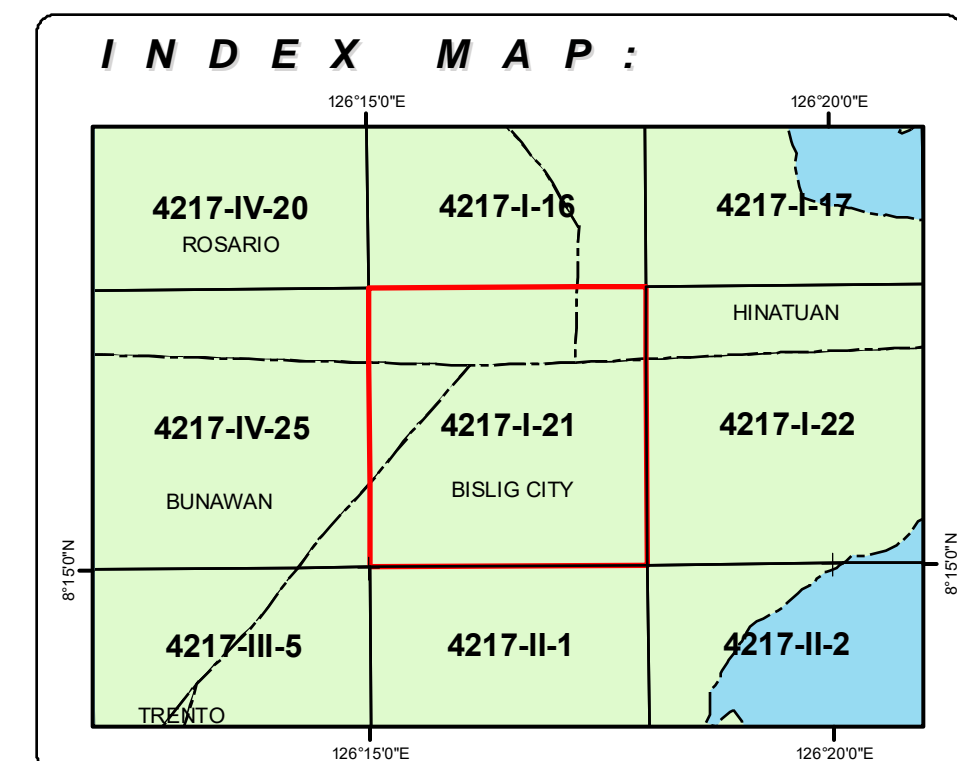 INDEX MAP:
126°15'0"E 126°20'0"E
4217-IV-20 4217-I-16 4217-I-17
ROSARIO
HINATUAN
4217-IV-25 4217-I-21 4217-I-22
BUNAWAN BISLIG CITY
8°15'0"N 8°15'0"N
4217-III-5 4217-II-1 4217-II-2
TRENTO
126°15'0"E 126°20'0"E